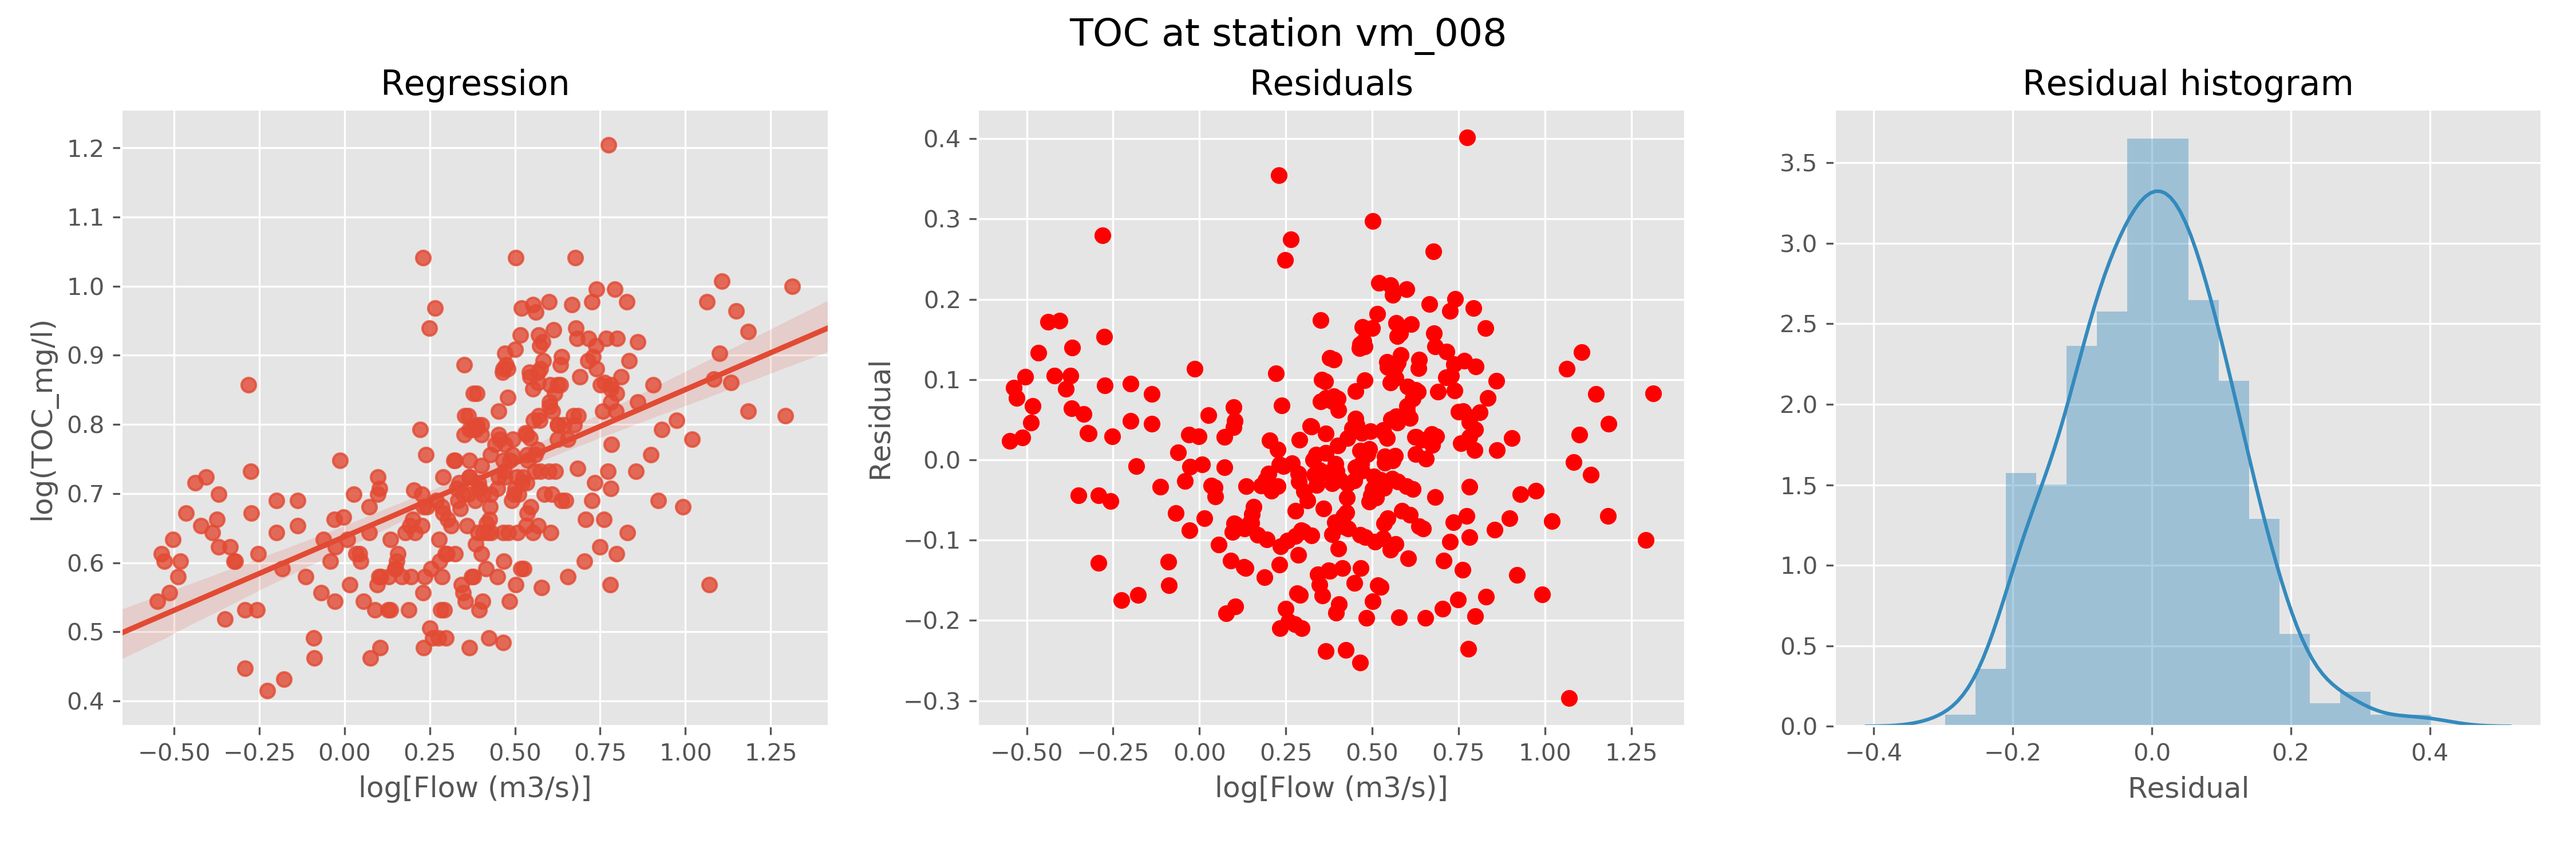 TOC at station vm_008
Regression
1.2
1.1
1.0
0.9
0.8
0.7
0.6
0.5
0.4
log(TOC_mg/l)
−0.50 −0.25 0.00 0.25 0.50 0.75 1.00 1.25
log[Flow (m3/s)]
Residuals
0.4
0.3
0.2
0.1
0.0
−0.1
−0.2
−0.3
Residual
−0.50 −0.25 0.00 0.25 0.50 0.75 1.00 1.25
log[Flow (m3/s)]
Residual histogram
3.5
3.0
2.5
2.0
1.5
1.0
0.5
0.0
−0.4 −0.2 0.0 0.2 0.4
Residual